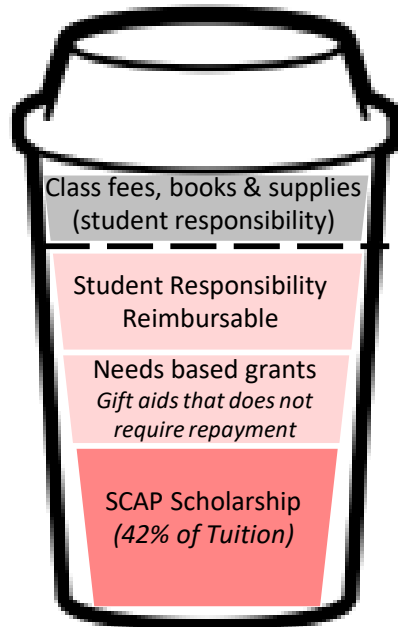 Class fees, books & supplies
(student responsibility)
Student Responsibility
Reimbursable
Needs based grants
Gift aids that does not
require repayment
SCAP Scholarship
(42% of Tuition)